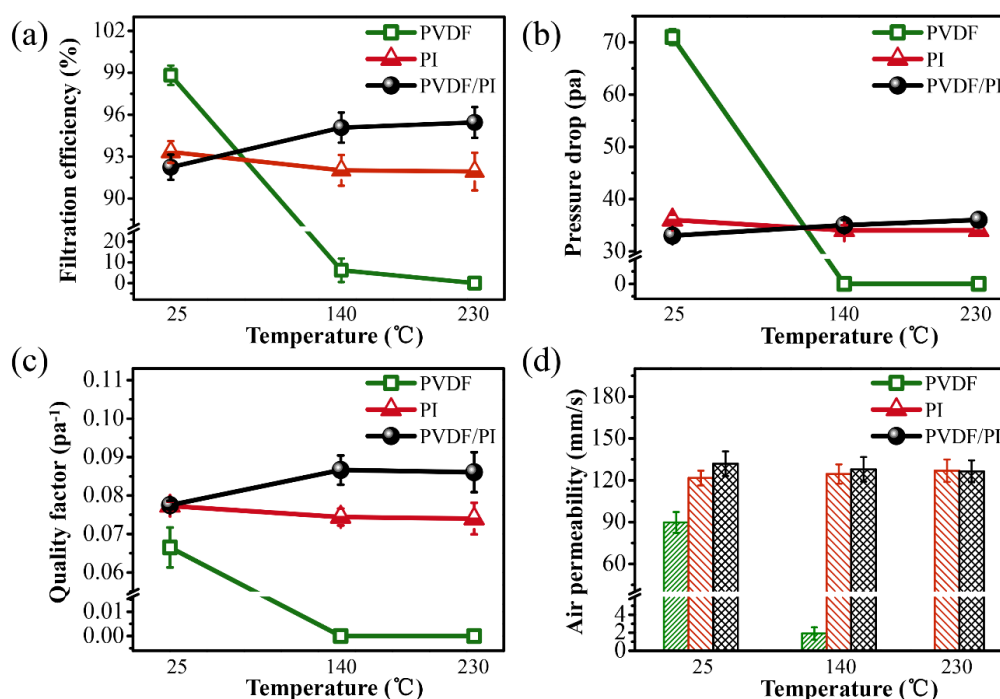 (a)
Filtration efficiency (%)
102
99
96
93
90
20
10
0
PVDF
PI
PVDF/PI
25
140
230
Temperature (℃)
(b)
Pressure drop (pa)
70
60
50
40
30
0
PVDF
PI
PVDF/PI
25
140
230
Temperature (℃)
(c)
Quality factor (pa⁻¹)
0.11
0.10
0.09
0.08
0.07
0.06
0.00
0.00
PVDF
PI
PVDF/PI
25
140
230
Temperature (℃)
(d)
Air permeability (mm/s)
180
150
120
90
60
4
2
0
PVDF
PI
PVDF/PI
25
140
230
Temperature (℃)